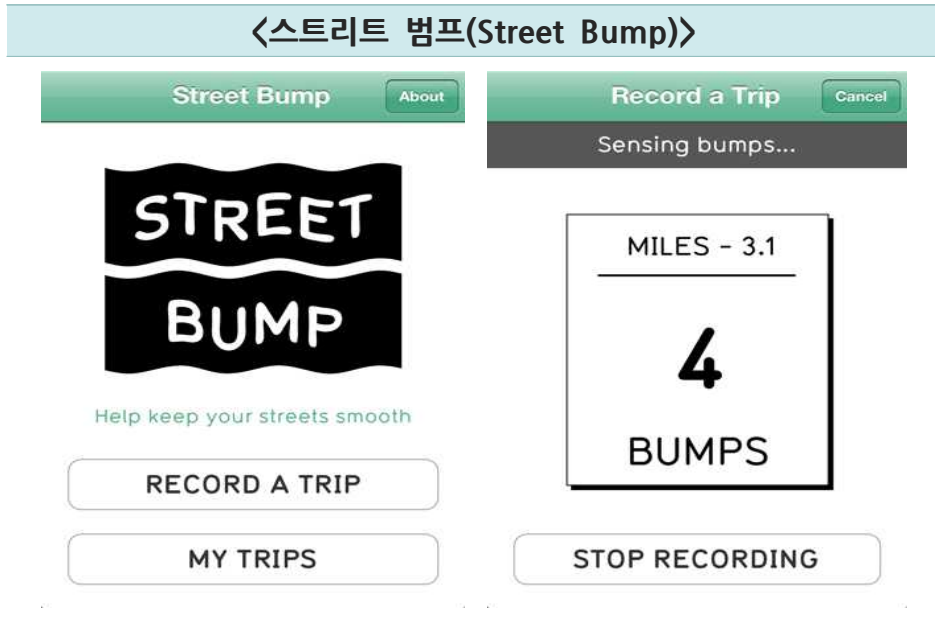 <스트리트 범프(Street Bump)>
Street Bump
About
STREET
BUMP
Help keep your streets smooth
RECORD A TRIP
MY TRIPS
Record a Trip
Cancel
Sensing bumps...
MILES - 3.1
4
BUMPS
STOP RECORDING